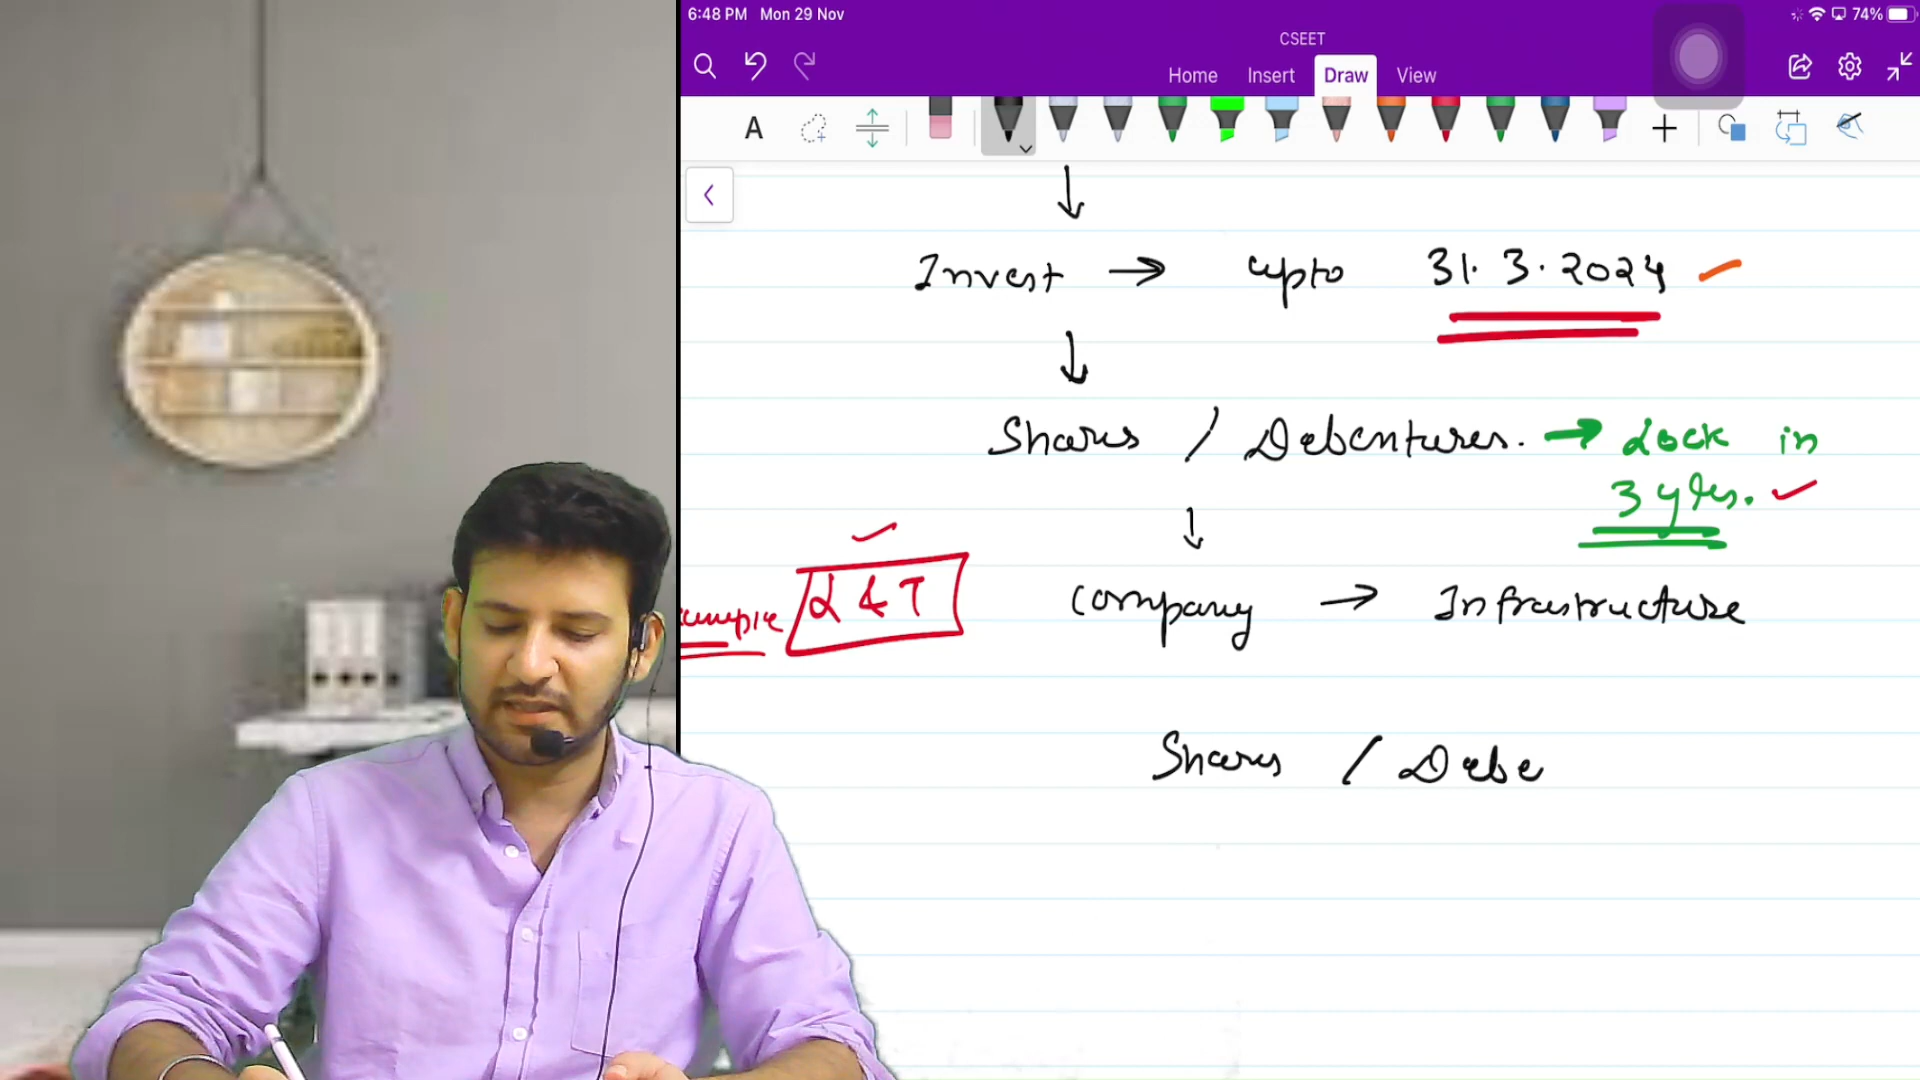 6:48 PM Mon 29 Nov
74%
CSEET
Home Insert Draw View
A
Invest → upto 31.3.2024
Shares / Debentures. → Lock in
3 yrs.
L & T
Company → Infrastructure
Shares / Debe